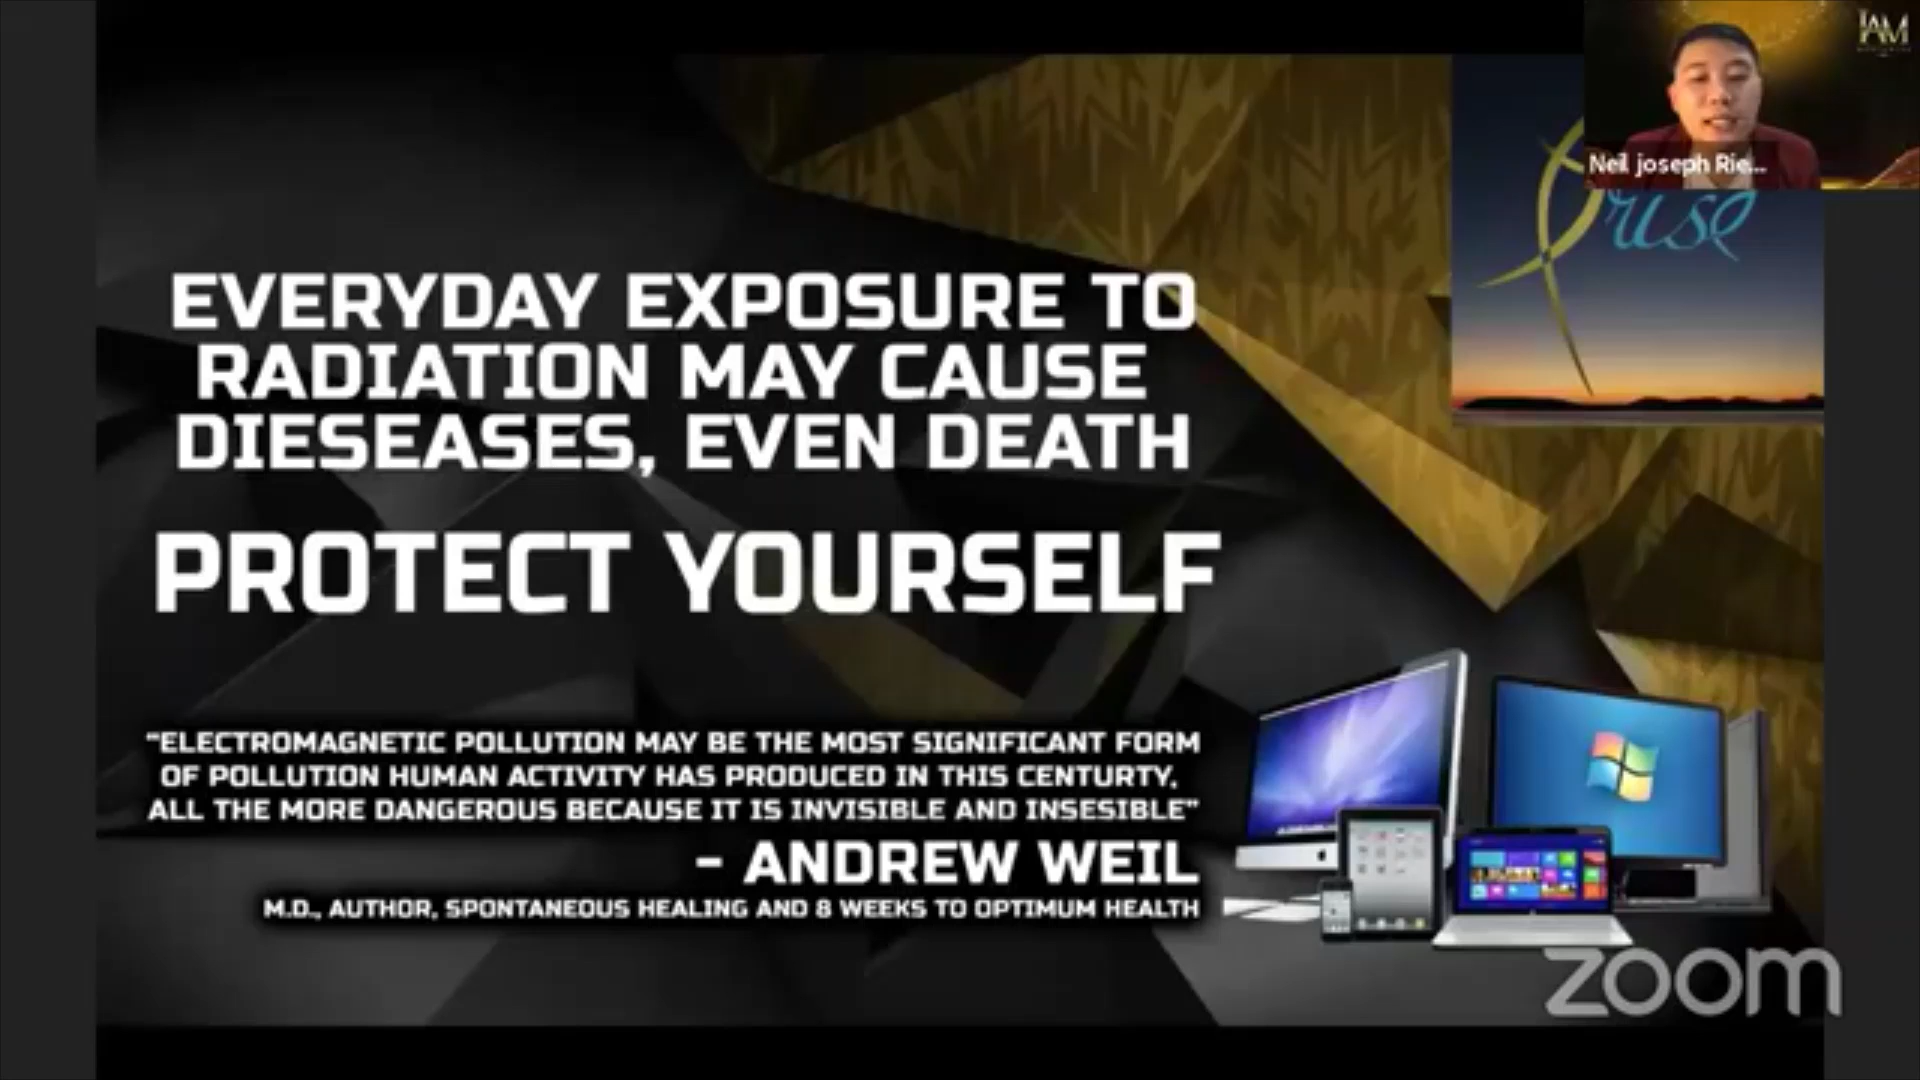 IAM
Neil joseph Rie...
rise
EVERYDAY EXPOSURE TO
RADIATION MAY CAUSE
DIESEASES, EVEN DEATH
PROTECT YOURSELF
"ELECTROMAGNETIC POLLUTION MAY BE THE MOST SIGNIFICANT FORM
OF POLLUTION HUMAN ACTIVITY HAS PRODUCED IN THIS CENTURTY,
ALL THE MORE DANGEROUS BECAUSE IT IS INVISIBLE AND INSESIBLE"
- ANDREW WEIL
M.D., AUTHOR, SPONTANEOUS HEALING AND 8 WEEKS TO OPTIMUM HEALTH
zoom